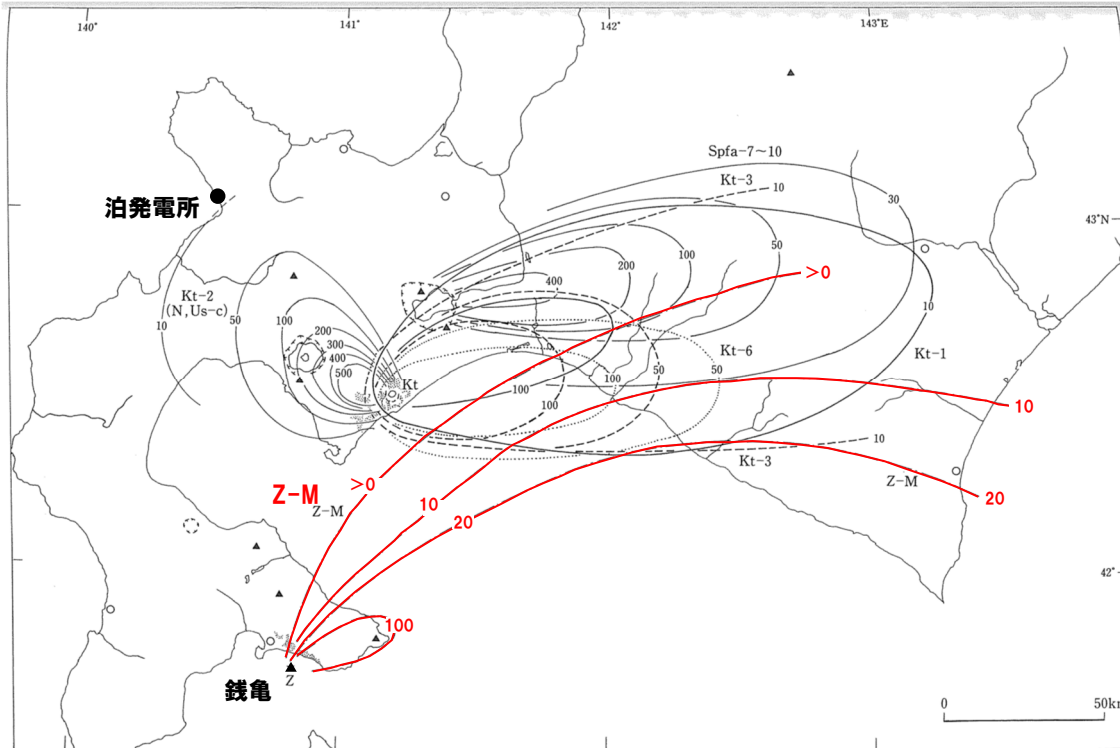 140°
141°
142°
143°E
Spfa-7~10
Kt-3
10
30
泊発電所
43°N
50
100
200
400
>0
Kt-2
(N,Us-c)
10
50
100
200
300
400
500
10
Kt-6
Kt-1
50
50
100
100
100
Kt
10
10
Kt-3
Z-M
20
Z-M
>0
Z-M
10
20
42°
100
銭亀
Z
0
50km